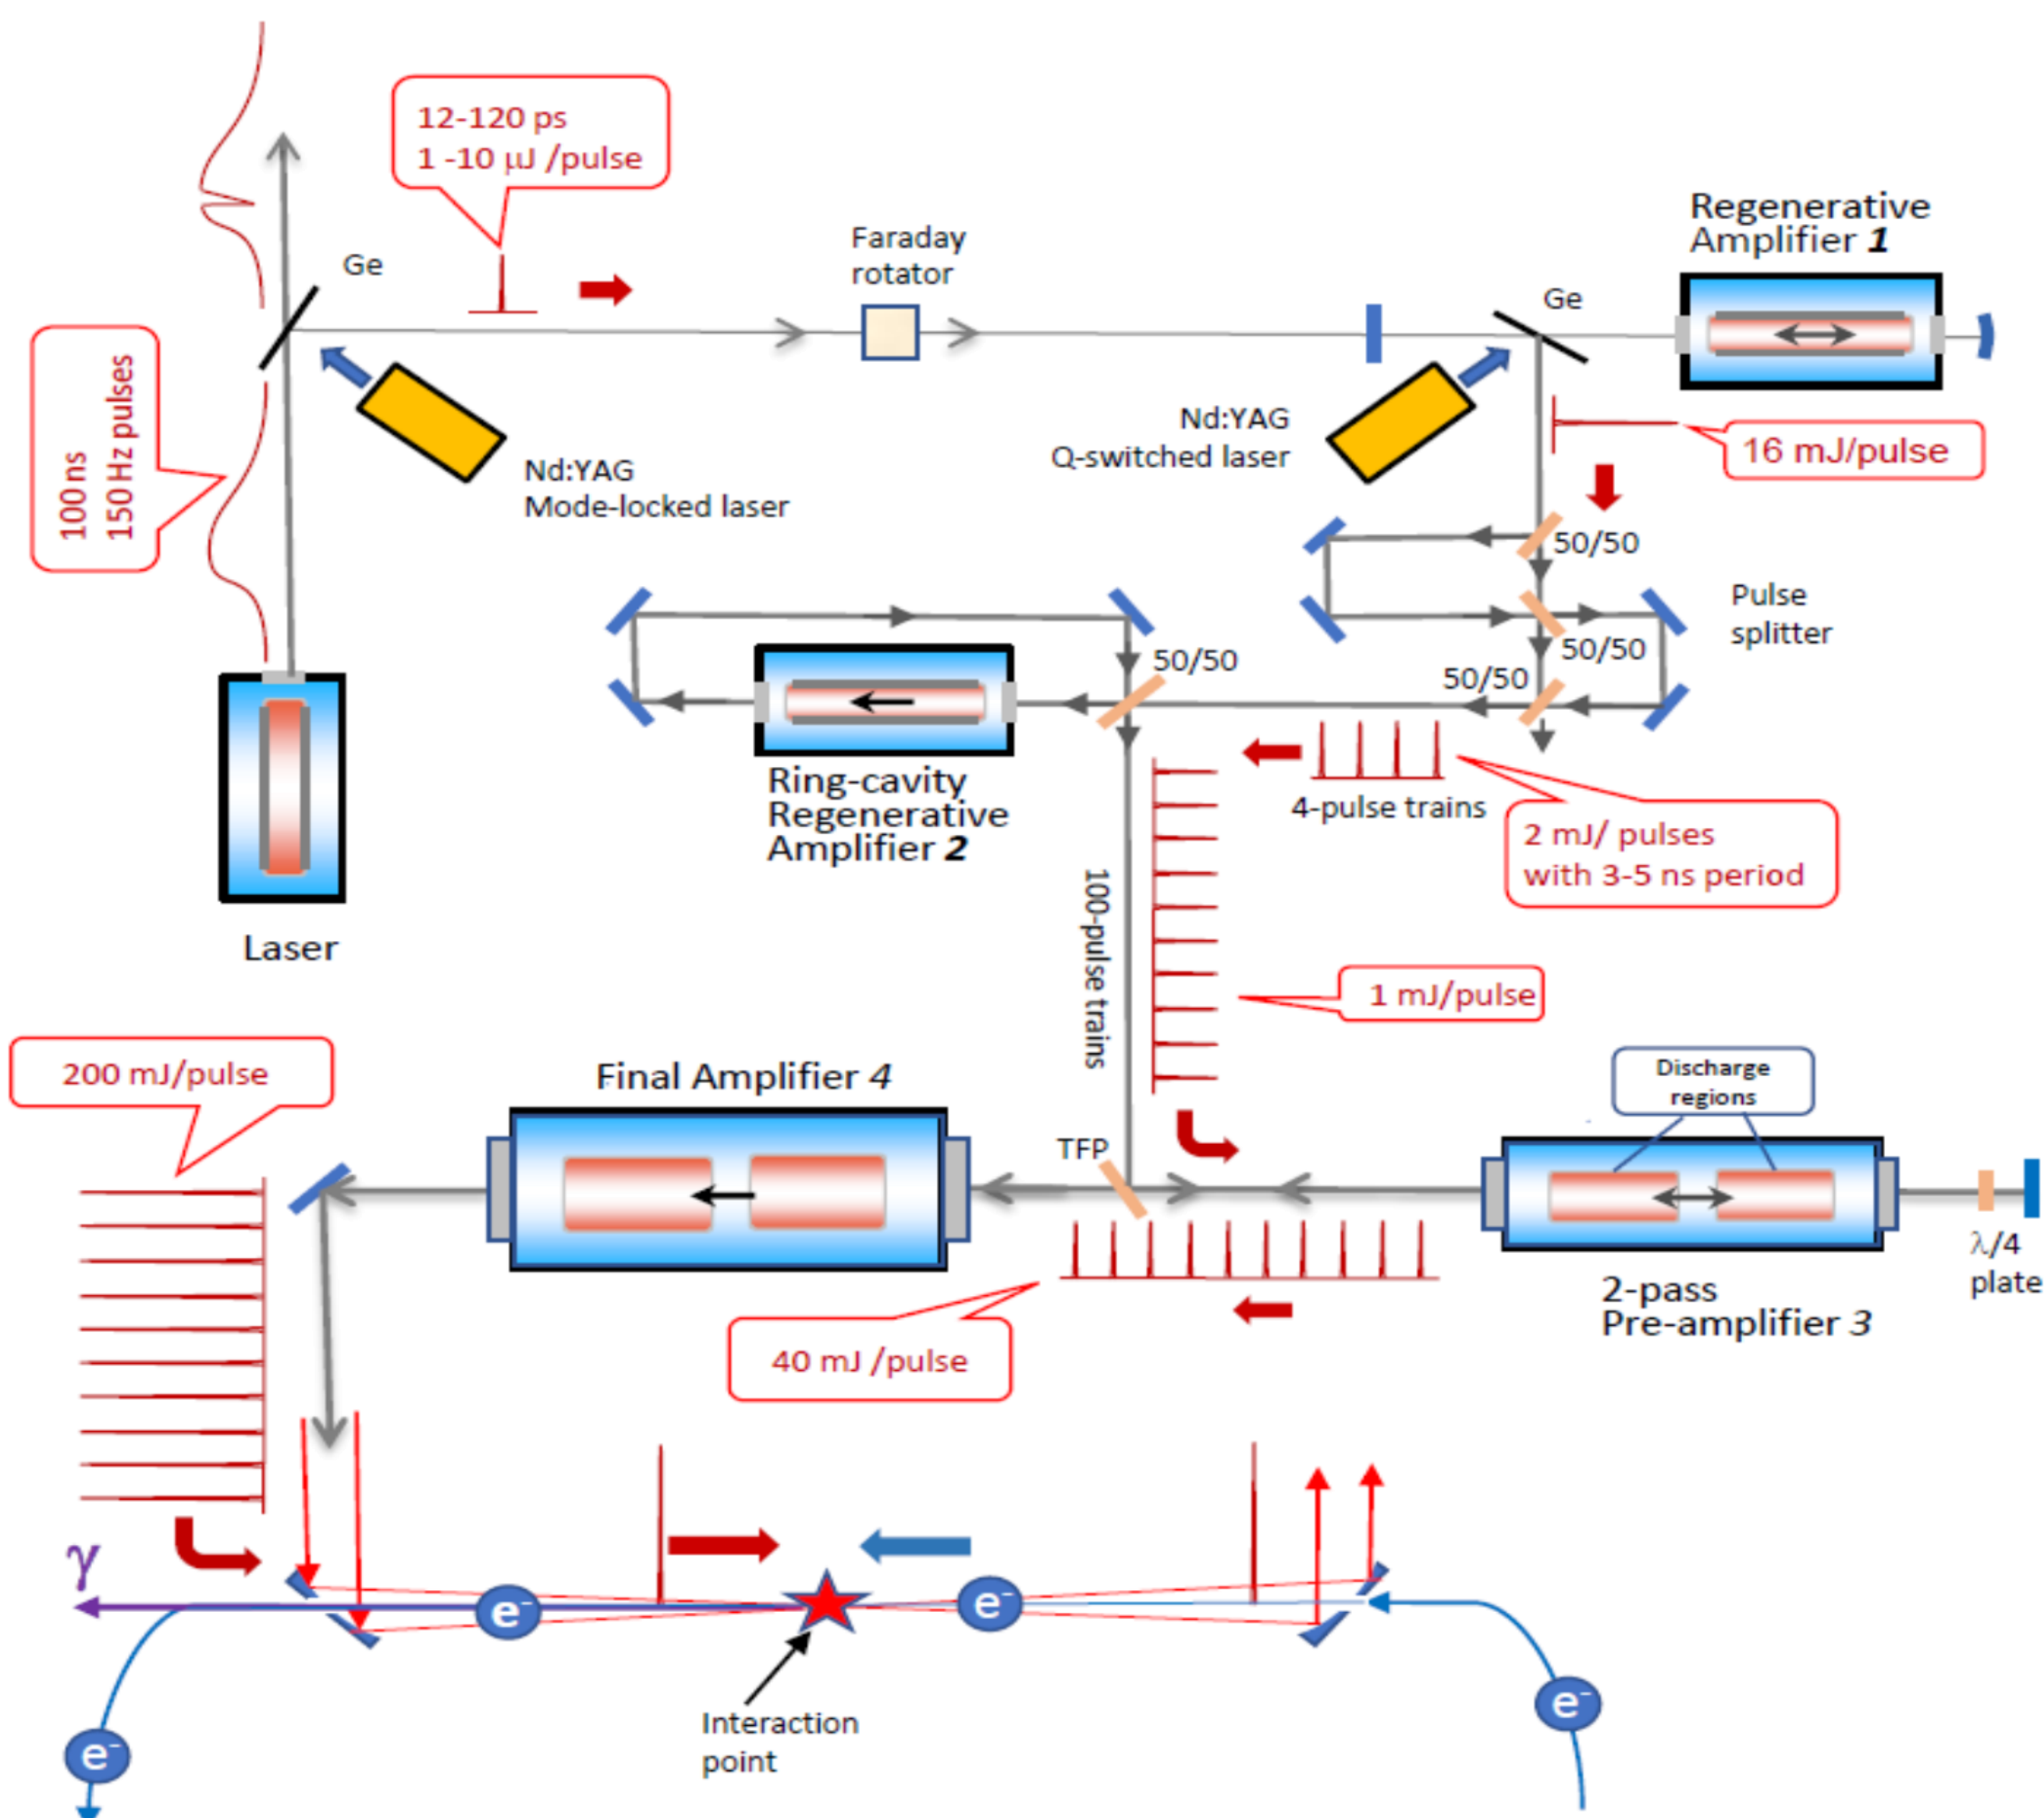 12-120 ps
1 -10 µJ /pulse
Ge
Faraday
rotator
Regenerative
Amplifier 1
Ge
100 ns
150 Hz pulses
Nd:YAG
Mode-locked laser
Nd:YAG
Q-switched laser
16 mJ/pulse
50/50
Pulse
splitter
50/50
50/50
50/50
Ring-cavity
Regenerative
Amplifier 2
4-pulse trains
2 mJ/ pulses
with 3-5 ns period
Laser
100-pulse trains
1 mJ/pulse
200 mJ/pulse
Final Amplifier 4
Discharge
regions
TFP
λ/4
plate
2-pass
Pre-amplifier 3
40 mJ /pulse
γ
e⁻
e⁻
Interaction
point
e⁻
e⁻